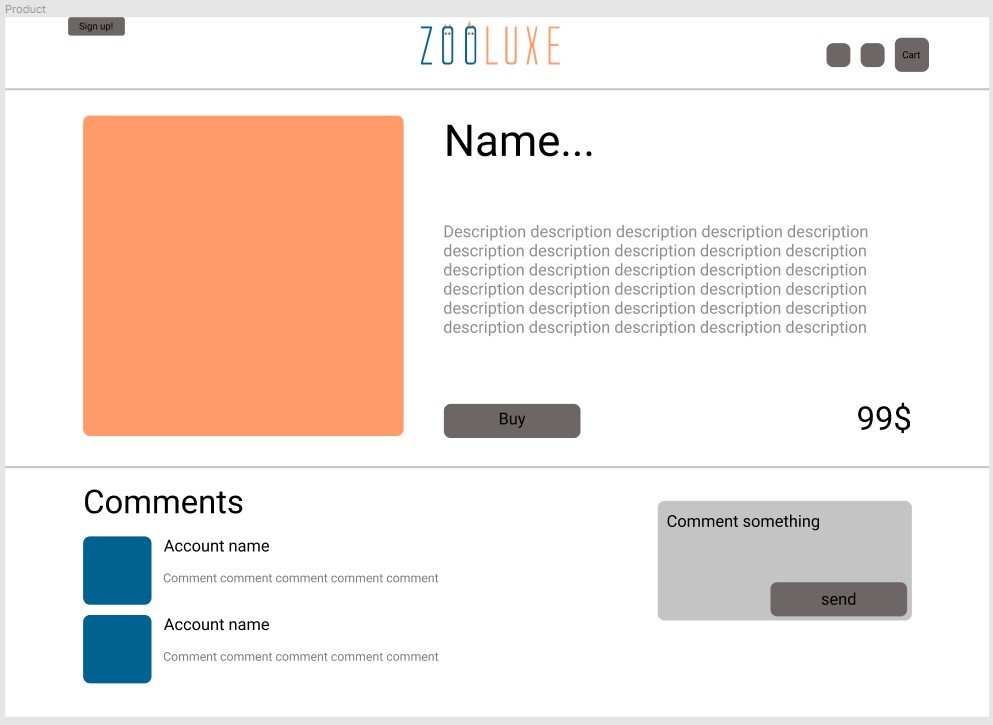 Product
Sign up!
ZÖÖLUXE
Cart
Name...
Description description description description description
description description description description description
description description description description description
description description description description description
description description description description description
description description description description description
Buy
99$
Comments
Comment something
Account name
Comment comment comment comment comment
send
Account name
Comment comment comment comment comment